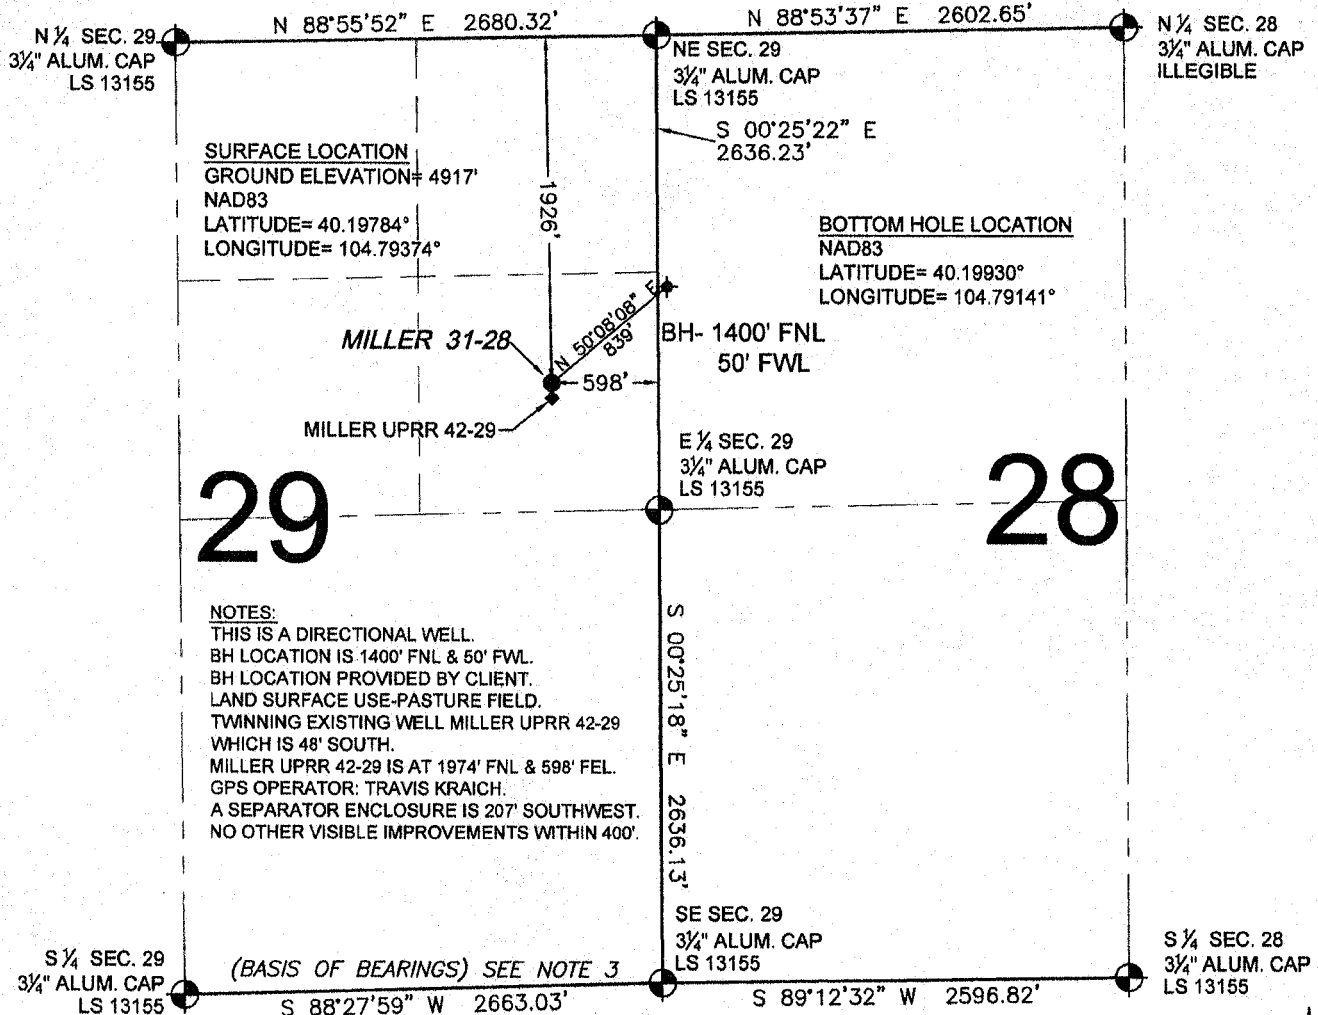 N 88°55'52" E 2680.32'
N 88°53'37" E 2602.65'
N ¼ SEC. 29
3¼" ALUM. CAP
LS 13155
NE SEC. 29
3¼" ALUM. CAP
LS 13155
N ¼ SEC. 28
3¼" ALUM. CAP
ILLEGIBLE
S 00°25'22" E
2636.23'
SURFACE LOCATION
GROUND ELEVATION= 4917'
NAD83
LATITUDE= 40.19784°
LONGITUDE= 104.79374°
1926'
BOTTOM HOLE LOCATION
NAD83
LATITUDE= 40.19930°
LONGITUDE= 104.79141°
MILLER 31-28
N 50°08'08" E
839'
BH- 1400' FNL
50' FWL
598'
MILLER UPRR 42-29
E ¼ SEC. 29
3¼" ALUM. CAP
LS 13155
29
28
NOTES:
THIS IS A DIRECTIONAL WELL.
BH LOCATION IS 1400' FNL & 50' FWL.
BH LOCATION PROVIDED BY CLIENT.
LAND SURFACE USE-PASTURE FIELD.
TWINNING EXISTING WELL MILLER UPRR 42-29
WHICH IS 48' SOUTH.
MILLER UPRR 42-29 IS AT 1974' FNL & 598' FEL.
GPS OPERATOR: TRAVIS KRAICH.
A SEPARATOR ENCLOSURE IS 207' SOUTHWEST.
NO OTHER VISIBLE IMPROVEMENTS WITHIN 400'.
S 00°25'18" E 2636.13'
SE SEC. 29
3¼" ALUM. CAP
LS 13155
S ¼ SEC. 29
3¼" ALUM. CAP
LS 13155
(BASIS OF BEARINGS) SEE NOTE 3
S 88°27'59" W 2663.03'
S 89°12'32" W 2596.82'
S ¼ SEC. 28
3¼" ALUM. CAP
LS 13155